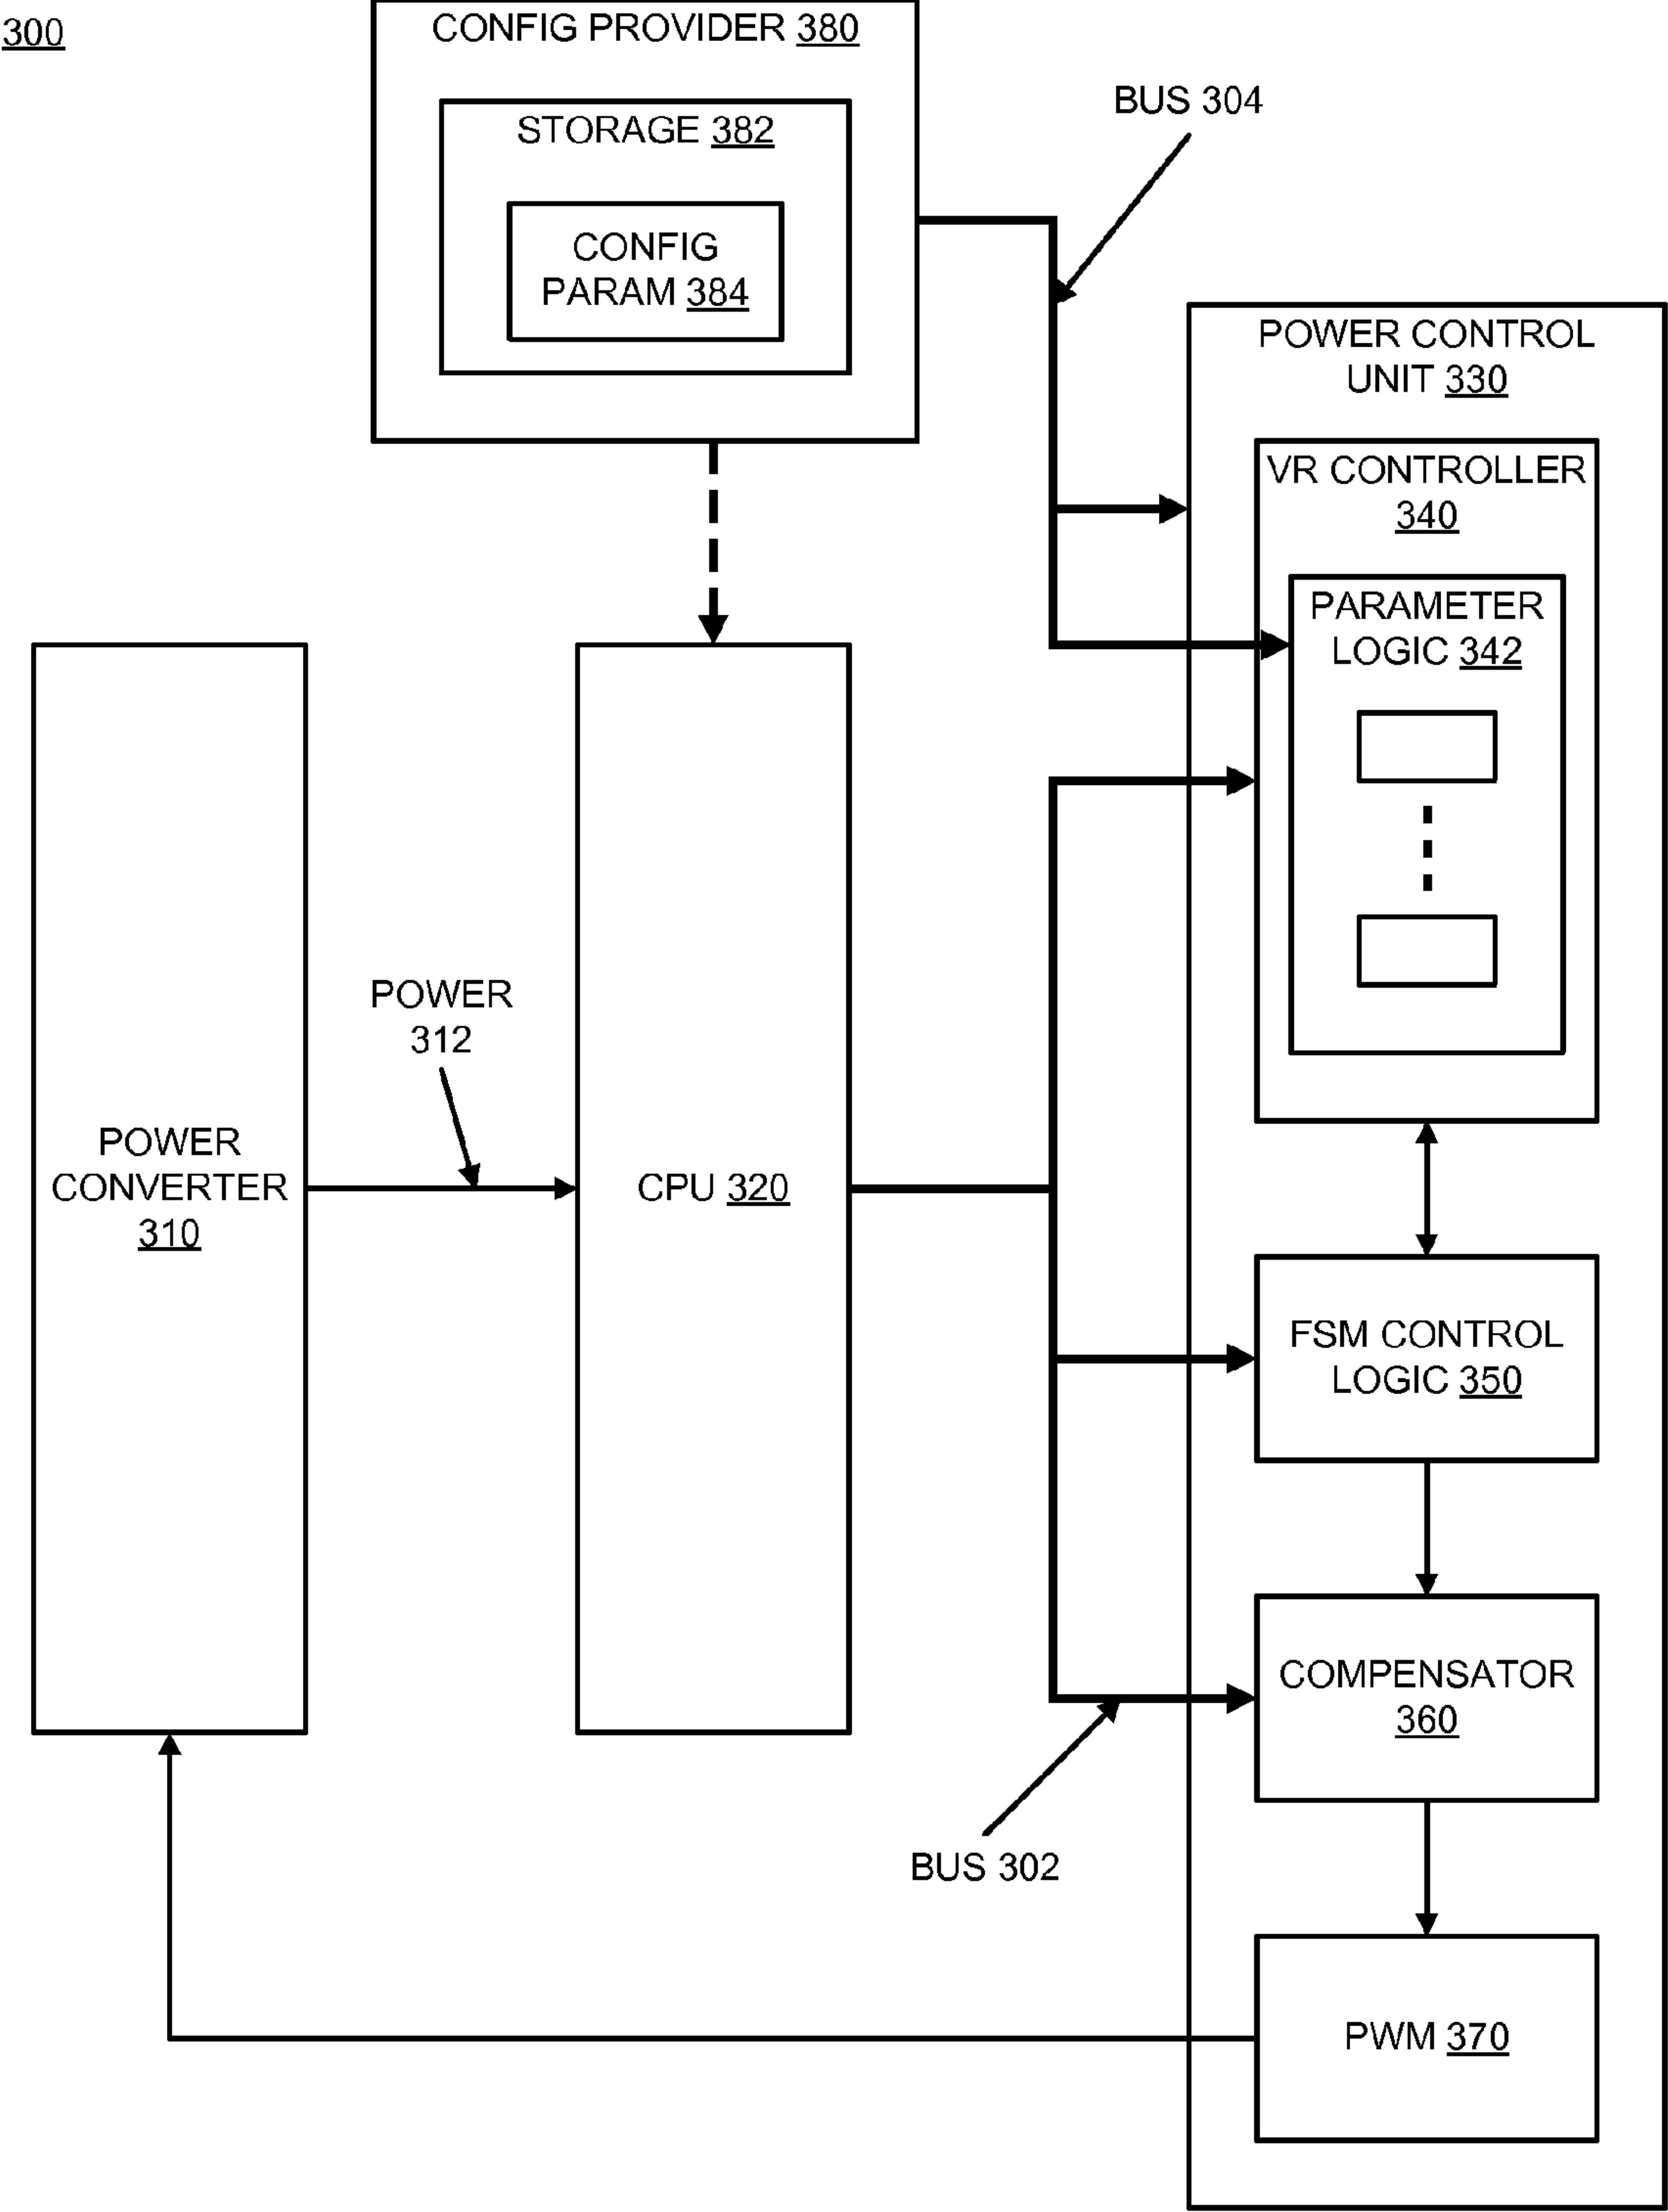 300
CONFIG PROVIDER 380
STORAGE 382
CONFIG
PARAM 384
BUS 304
POWER CONTROL
UNIT 330
VR CONTROLLER
340
PARAMETER
LOGIC 342
POWER
312
POWER
CONVERTER
310
CPU 320
FSM CONTROL
LOGIC 350
COMPENSATOR
360
BUS 302
PWM 370